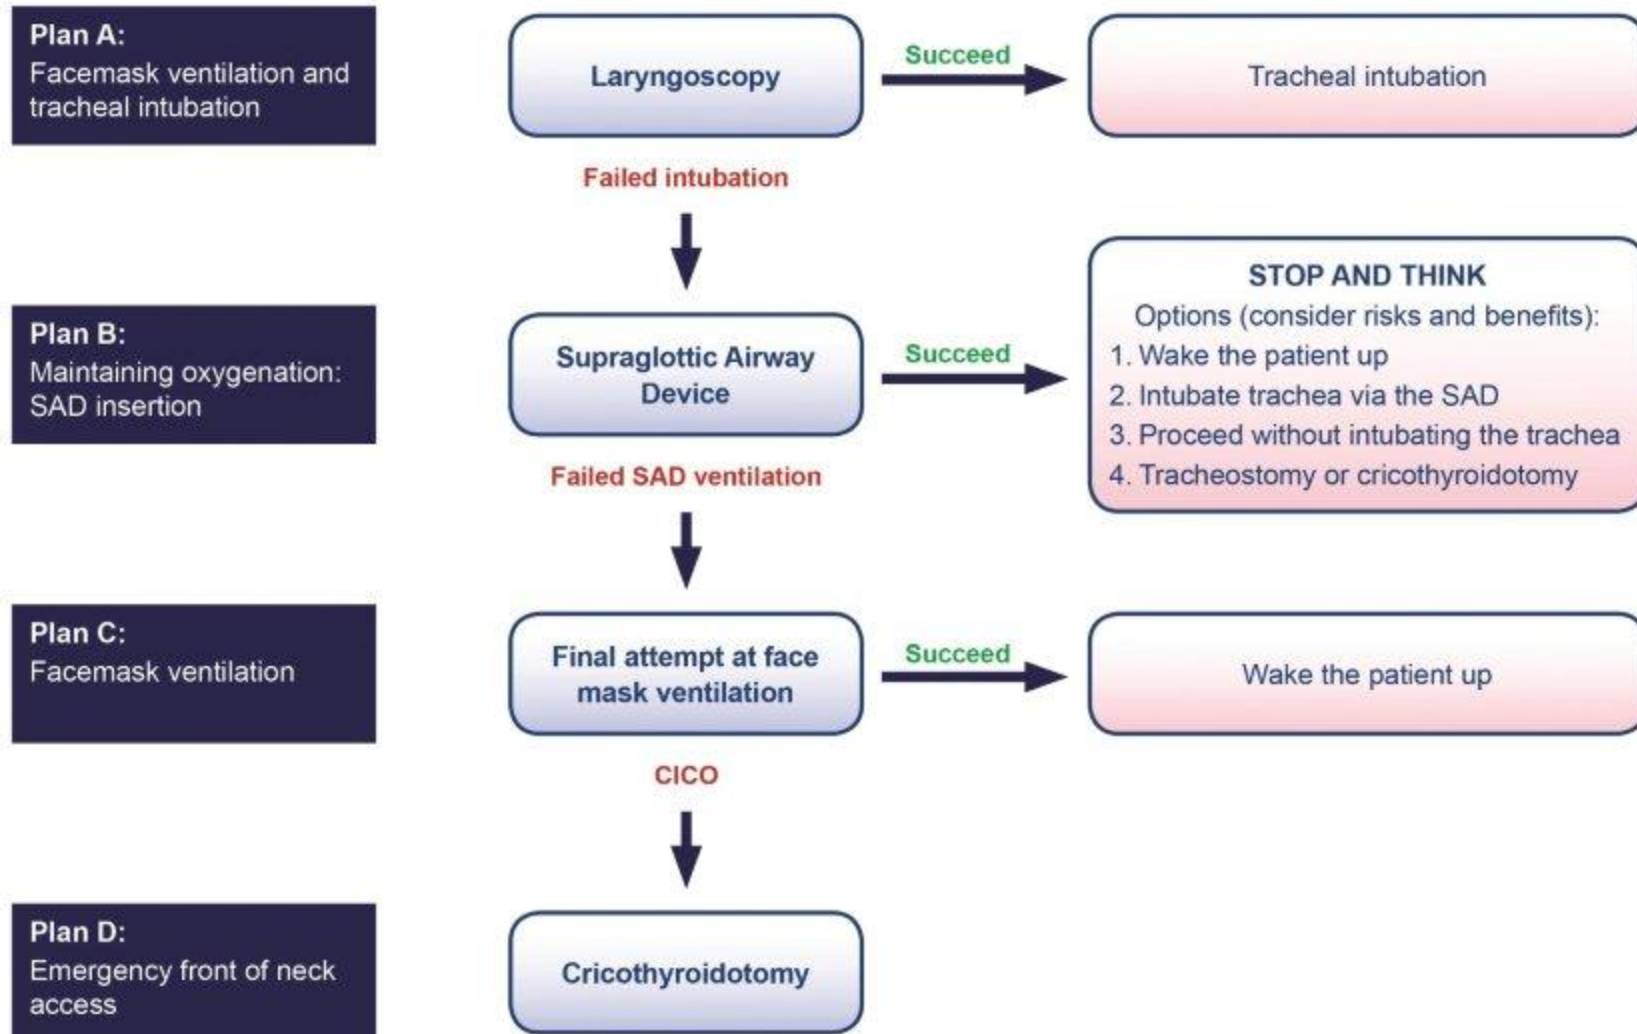 Plan A:
Facemask ventilation and
tracheal intubation
Laryngoscopy
Succeed
Tracheal intubation
Failed intubation
Plan B:
Maintaining oxygenation:
SAD insertion
Supraglottic Airway
Device
Succeed
STOP AND THINK
Options (consider risks and benefits):
1. Wake the patient up
2. Intubate trachea via the SAD
3. Proceed without intubating the trachea
4. Tracheostomy or cricothyroidotomy
Failed SAD ventilation
Plan C:
Facemask ventilation
Final attempt at face
mask ventilation
Succeed
Wake the patient up
CICO
Plan D:
Emergency front of neck
access
Cricothyroidotomy